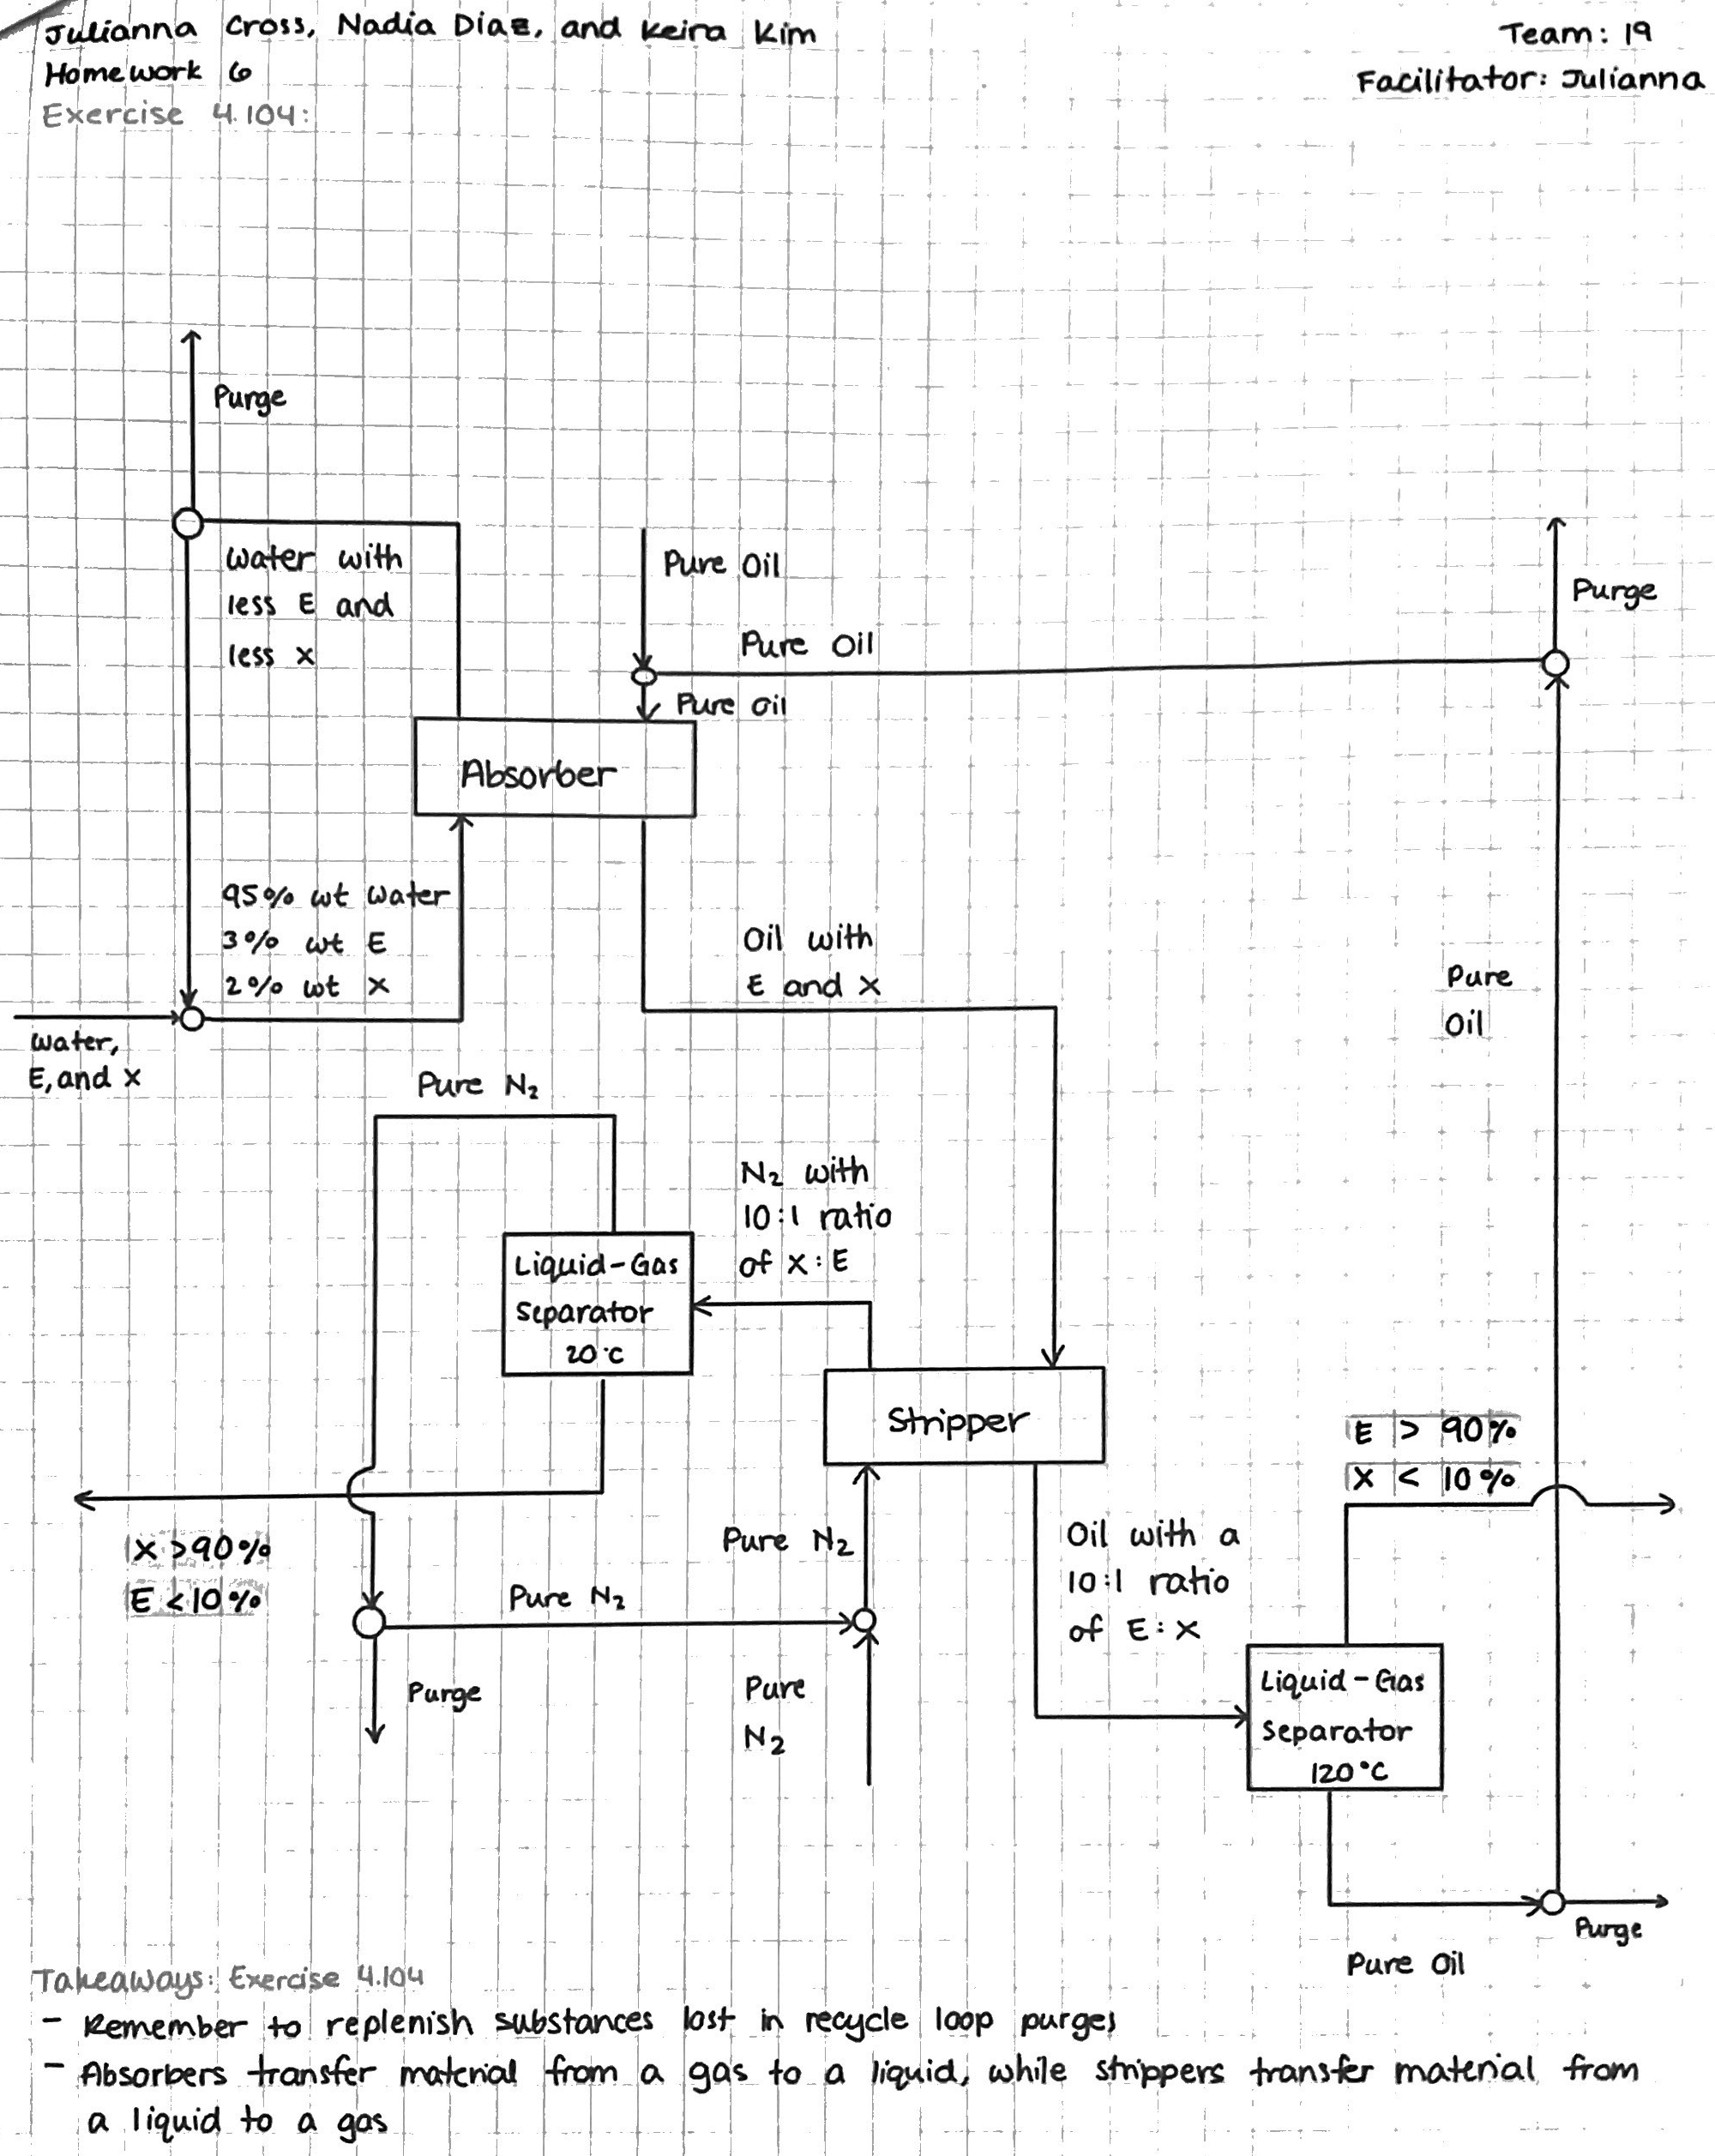 Julianna Cross, Nadia Diaz, and Keira Kim
Team: 19
Homework 6
Facilitator: Julianna
Exercise 4.104:
Purge
Water with
less E and
less X
Pure Oil
Pure Oil
Pure Oil
Purge
Absorber
95% wt Water
3% wt E
2% wt X
Oil with
E and X
Pure
Oil
Water,
E, and X
Pure N₂
N₂ with
10:1 ratio
of X:E
Liquid-Gas
Separator
20°C
Stripper
E > 90%
X < 10%
X > 90%
E < 10%
Pure N₂
Pure N₂
Oil with a
10:1 ratio
of E:X
Purge
Pure
N₂
Liquid-Gas
Separator
120°C
Purge
Pure Oil
Takeaways: Exercise 4.104
- Remember to replenish substances lost in recycle loop purges
- Absorbers transfer material from a gas to a liquid, while strippers transfer material from
a liquid to a gas